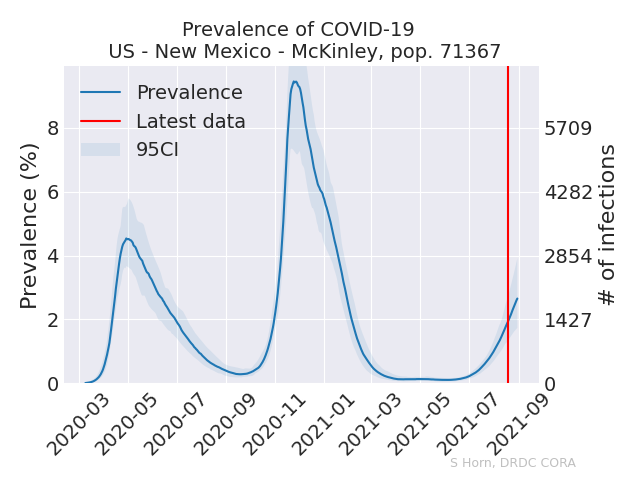 Prevalence of COVID-19
US - New Mexico - McKinley, pop. 71367
Prevalence
Latest data
95CI
Prevalence (%)
8
6
4
2
0
5709
4282
2854
1427
0
# of infections
2020-03
2020-05
2020-07
2020-09
2020-11
2021-01
2021-03
2021-05
2021-07
2021-09
S Horn, DRDC CORA